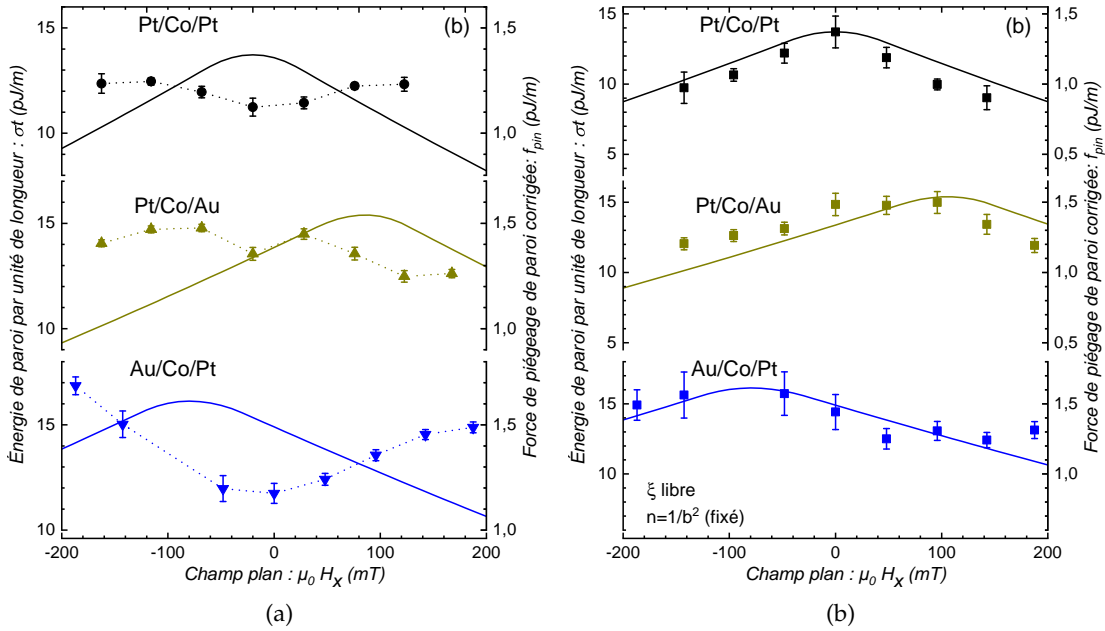 Énergie de paroi par unité de longueur : σt (pJ/m)
Pt/Co/Pt
(b)
15
10
Pt/Co/Au
15
10
Au/Co/Pt
15
10
1,5
1,0
1,5
1,0
1,5
1,0
Force de piégeage de paroi corrigée: f_pin (pJ/m)
-200
-100
0
100
200
Champ plan : μ0 Hx (mT)
(a)
Énergie de paroi par unité de longueur : σt (pJ/m)
Pt/Co/Pt
(b)
15
10
5
Pt/Co/Au
15
10
5
Au/Co/Pt
15
10
ξ libre
n=1/b² (fixé)
1,5
1,0
1,5
1,0
0,5
1,5
1,0
Force de piégage de paroi corrigée: f_pin (pJ/m)
-200
-100
0
100
200
Champ plan : μ0 Hx (mT)
(b)